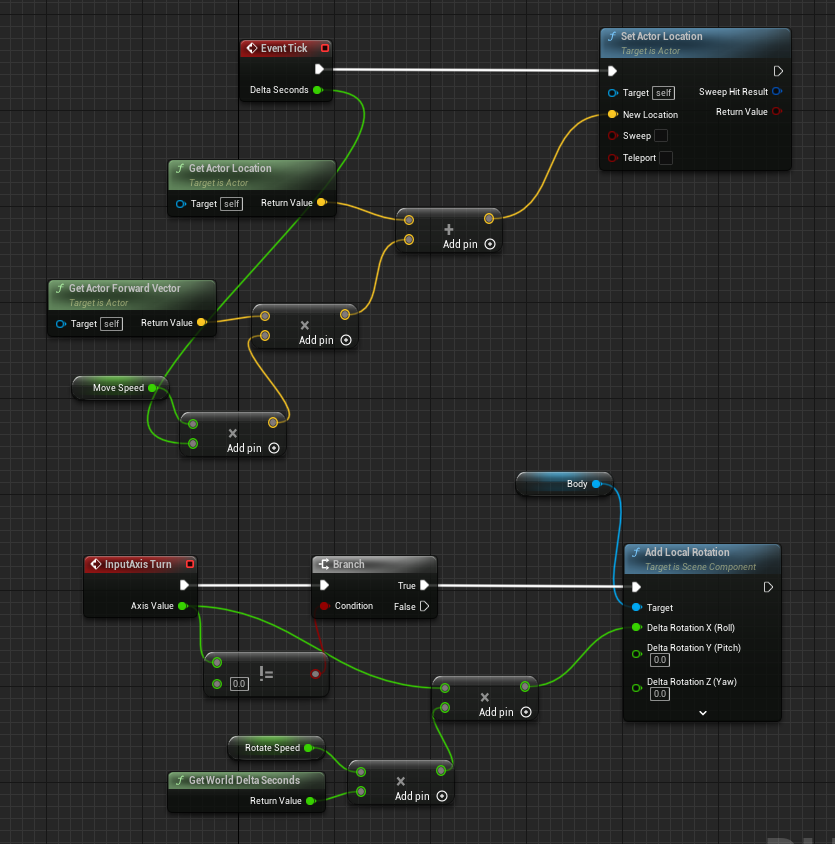 Event Tick
Delta Seconds
Set Actor Location
Target is Actor
Target self
New Location
Sweep
Teleport
Sweep Hit Result
Return Value
Get Actor Location
Target is Actor
Target self
Return Value
+
Add pin
Get Actor Forward Vector
Target is Actor
Target self
Return Value
×
Add pin
Move Speed
×
Add pin
Body
InputAxis Turn
Axis Value
Branch
Condition
True
False
Add Local Rotation
Target is Scene Component
Target
Delta Rotation X (Roll)
Delta Rotation Y (Pitch)
0.0
Delta Rotation Z (Yaw)
0.0
!=
0.0
×
Add pin
Rotate Speed
Get World Delta Seconds
Return Value
×
Add pin